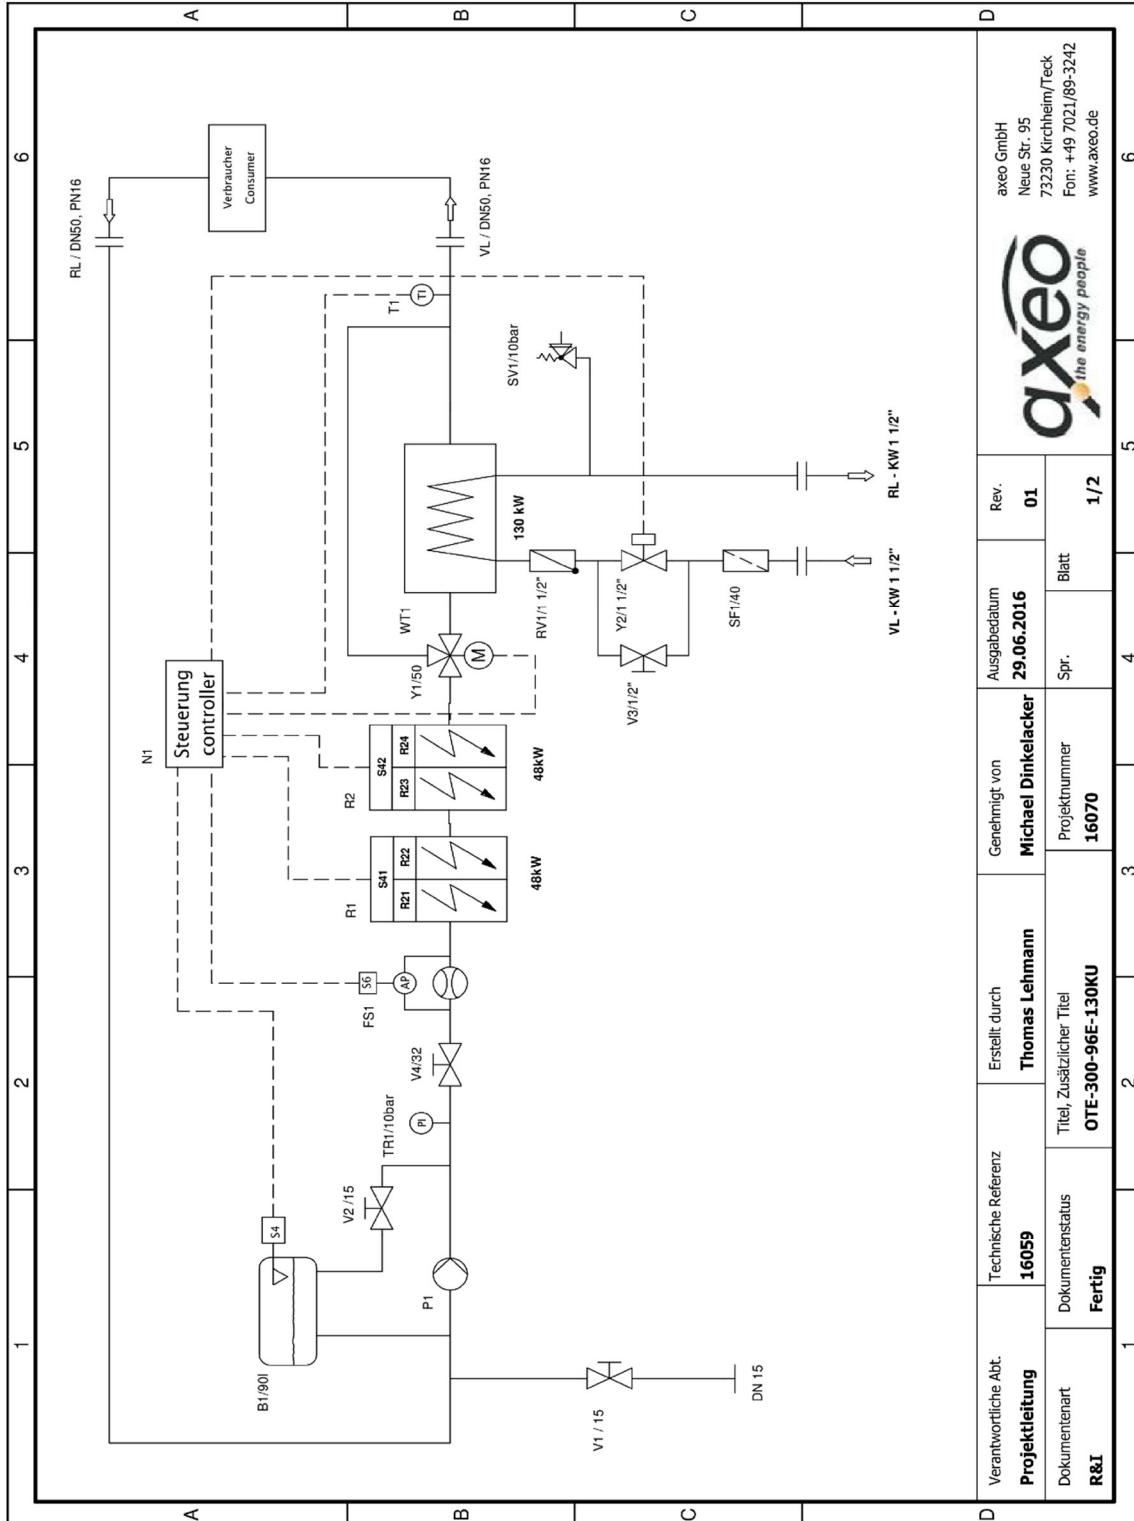 1
2
3
4
5
6
A
B
C
D
RL / DN50, PN16
Verbraucher
Consumer
VL / DN50, PN16
N1
Steuerung
controller
T1
TI
B1/90l
S4
V2 /15
TR1/10bar
PI
P1
V4/32
FS1
S6
AP
R1
S41
R21
R22
48kW
R2
S42
R23
R24
48kW
Y1/50
M
WT1
130 kW
SV1/10bar
RV1/1 1/2"
Y2/1 1/2"
V3/1/2"
SF1/40
VL - KW 1 1/2"
RL - KW 1 1/2"
V1 / 15
DN 15
Verantwortliche Abt.
Projektleitung
Technische Referenz
16059
Erstellt durch
Thomas Lehmann
Genehmigt von
Michael Dinkelacker
Ausgabedatum
29.06.2016
Rev.
01
Dokumentenart
R&I
Dokumentenstatus
Fertig
Titel, Zusätzlicher Titel
OTE-300-96E-130KU
Projektnummer
16070
Spr.
Blatt
1/2
axeo
the energy people
axeo GmbH
Neue Str. 95
73230 Kirchheim/Teck
Fon: +49 7021/89-3242
www.axeo.de
A
B
C
D
1
2
3
4
5
6